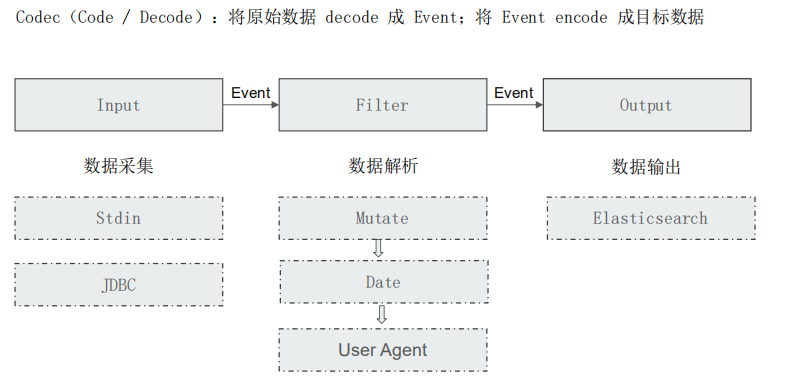 Codec（Code / Decode）：将原始数据 decode 成 Event；将 Event encode 成目标数据
Input
Event
Filter
Event
Output
数据采集
数据解析
数据输出
Stdin
Mutate
Elasticsearch
JDBC
Date
User Agent